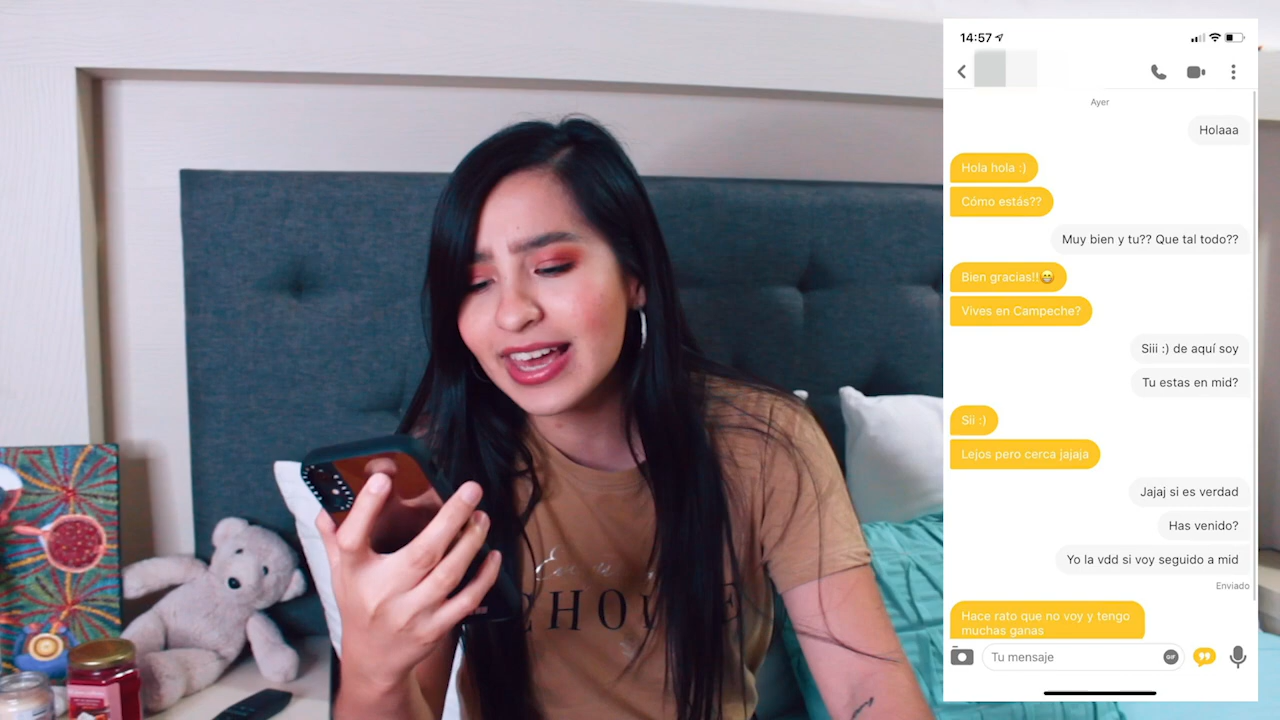 14:57
Ayer
Holaaa
Hola hola :)
Cómo estás??
Muy bien y tu?? Que tal todo??
Bien gracias!!😁
Vives en Campeche?
Siii :) de aquí soy
Tu estas en mid?
Sii :)
Lejos pero cerca jajaja
Jajaj si es verdad
Has venido?
Yo la vdd si voy seguido a mid
Enviado
Hace rato que no voy y tengo
muchas ganas
Tu mensaje
GIF